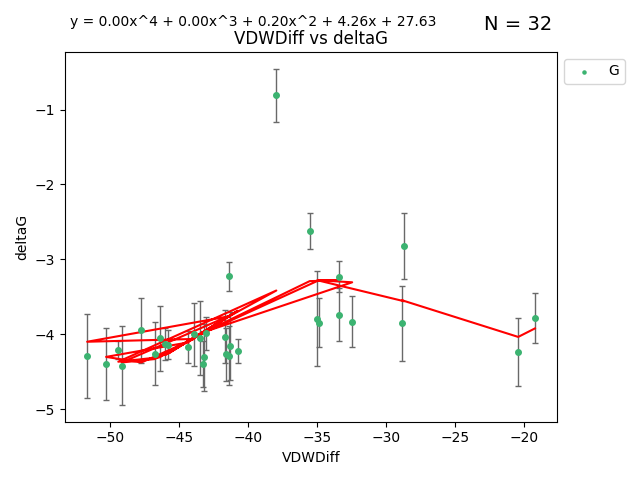 y = 0.00x^4 + 0.00x^3 + 0.20x^2 + 4.26x + 27.63
N = 32
VDWDiff vs deltaG
G
deltaG
−1
−2
−3
−4
−5
−50
−45
−40
−35
−30
−25
−20
VDWDiff